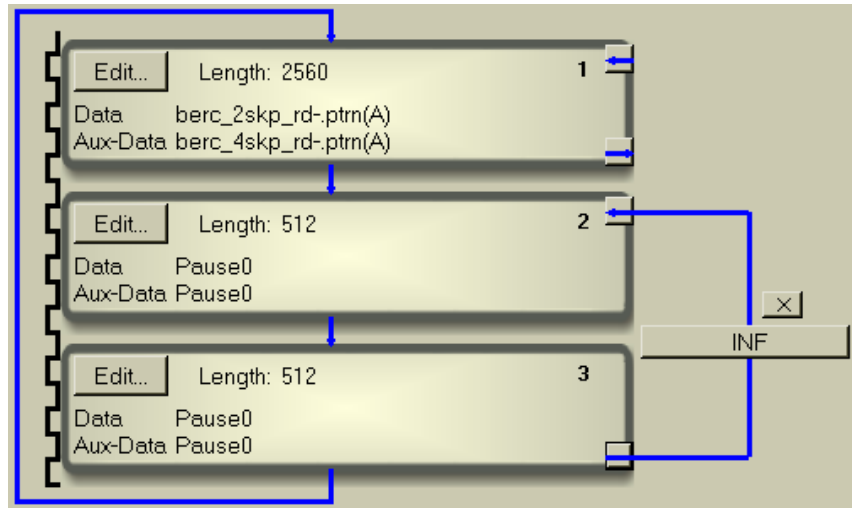 Edit... Length: 2560 1
Data berc_2skp_rd-.ptrn(A)
Aux-Data berc_4skp_rd-.ptrn(A)
Edit... Length: 512 2
Data Pause0
Aux-Data Pause0
INF
Edit... Length: 512 3
Data Pause0
Aux-Data Pause0